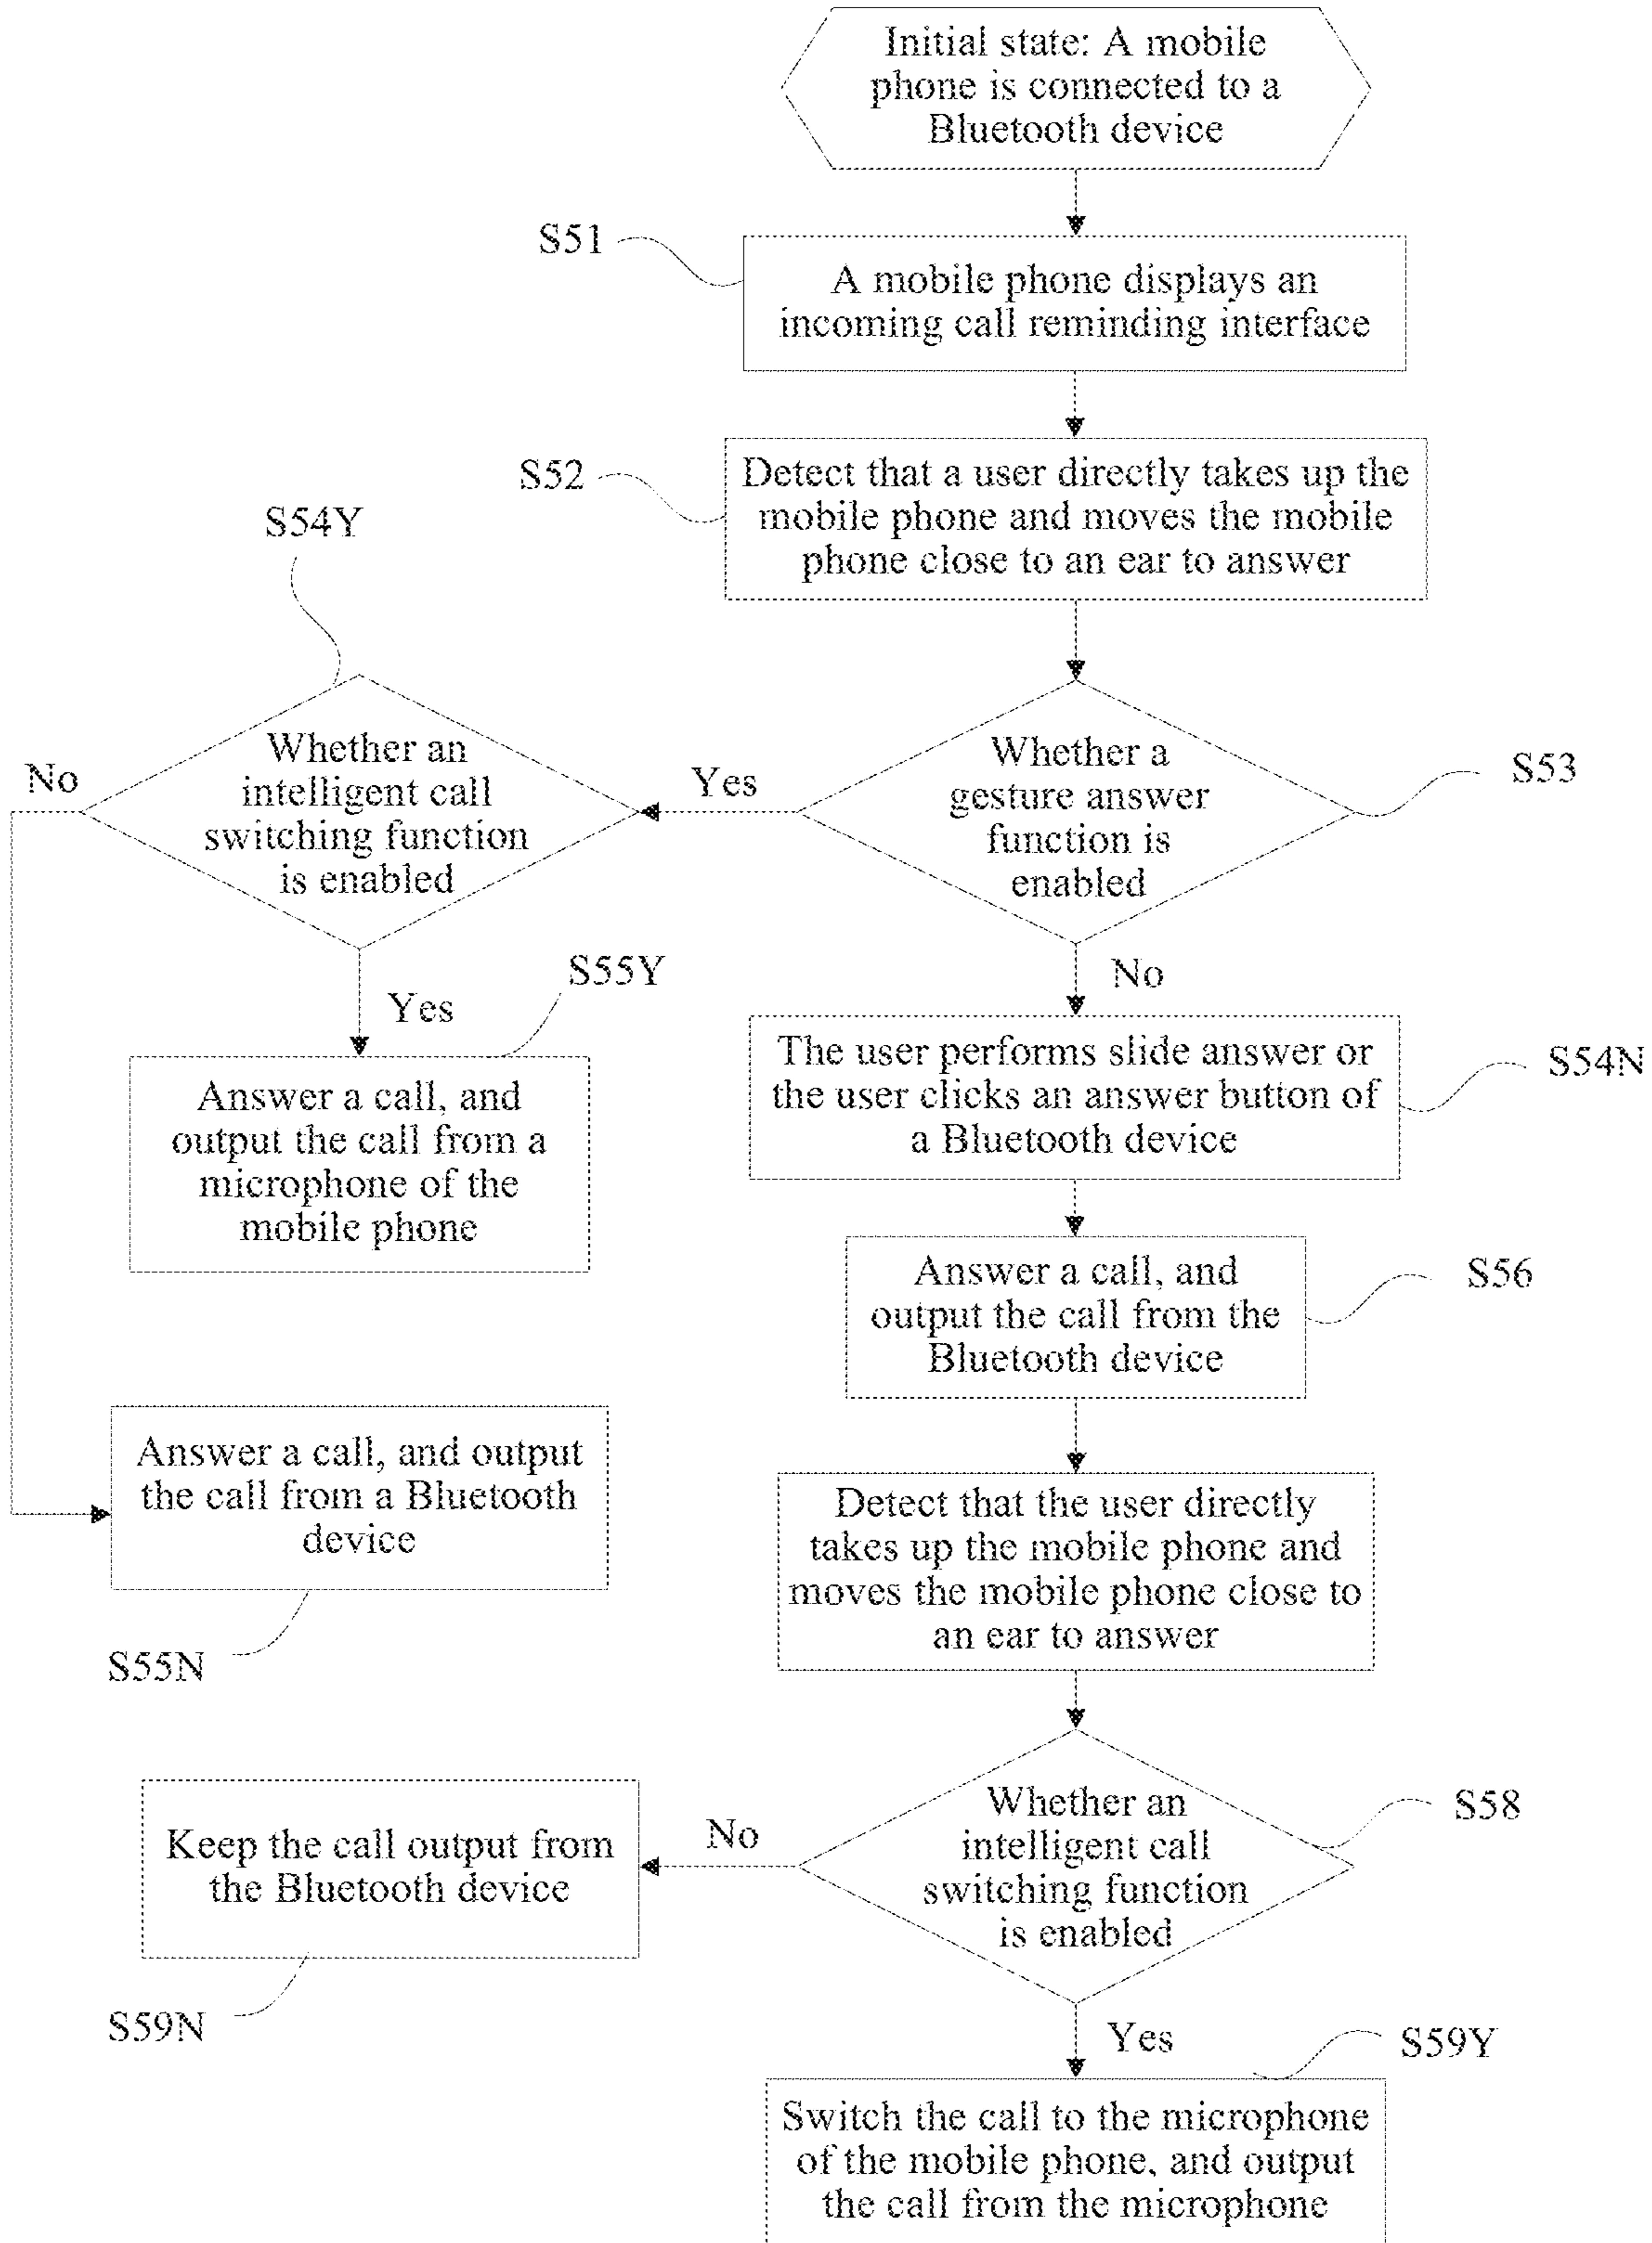 Initial state: A mobile
phone is connected to a
Bluetooth device
S51
A mobile phone displays an
incoming call reminding interface
S52
Detect that a user directly takes up the
mobile phone and moves the mobile
phone close to an ear to answer
S54Y
Whether an
intelligent call
switching function
is enabled
No
Yes
Whether a
gesture answer
function is
enabled
S53
Yes
S55Y
No
Answer a call, and
output the call from a
microphone of the
mobile phone
The user performs slide answer or
the user clicks an answer button of
a Bluetooth device
S54N
Answer a call, and
output the call from the
Bluetooth device
S56
Answer a call, and output
the call from a Bluetooth
device
S55N
Detect that the user directly
takes up the mobile phone and
moves the mobile phone close to
an ear to answer
Whether an
intelligent call
switching function
is enabled
S58
No
Keep the call output from
the Bluetooth device
S59N
Yes
S59Y
Switch the call to the microphone
of the mobile phone, and output
the call from the microphone